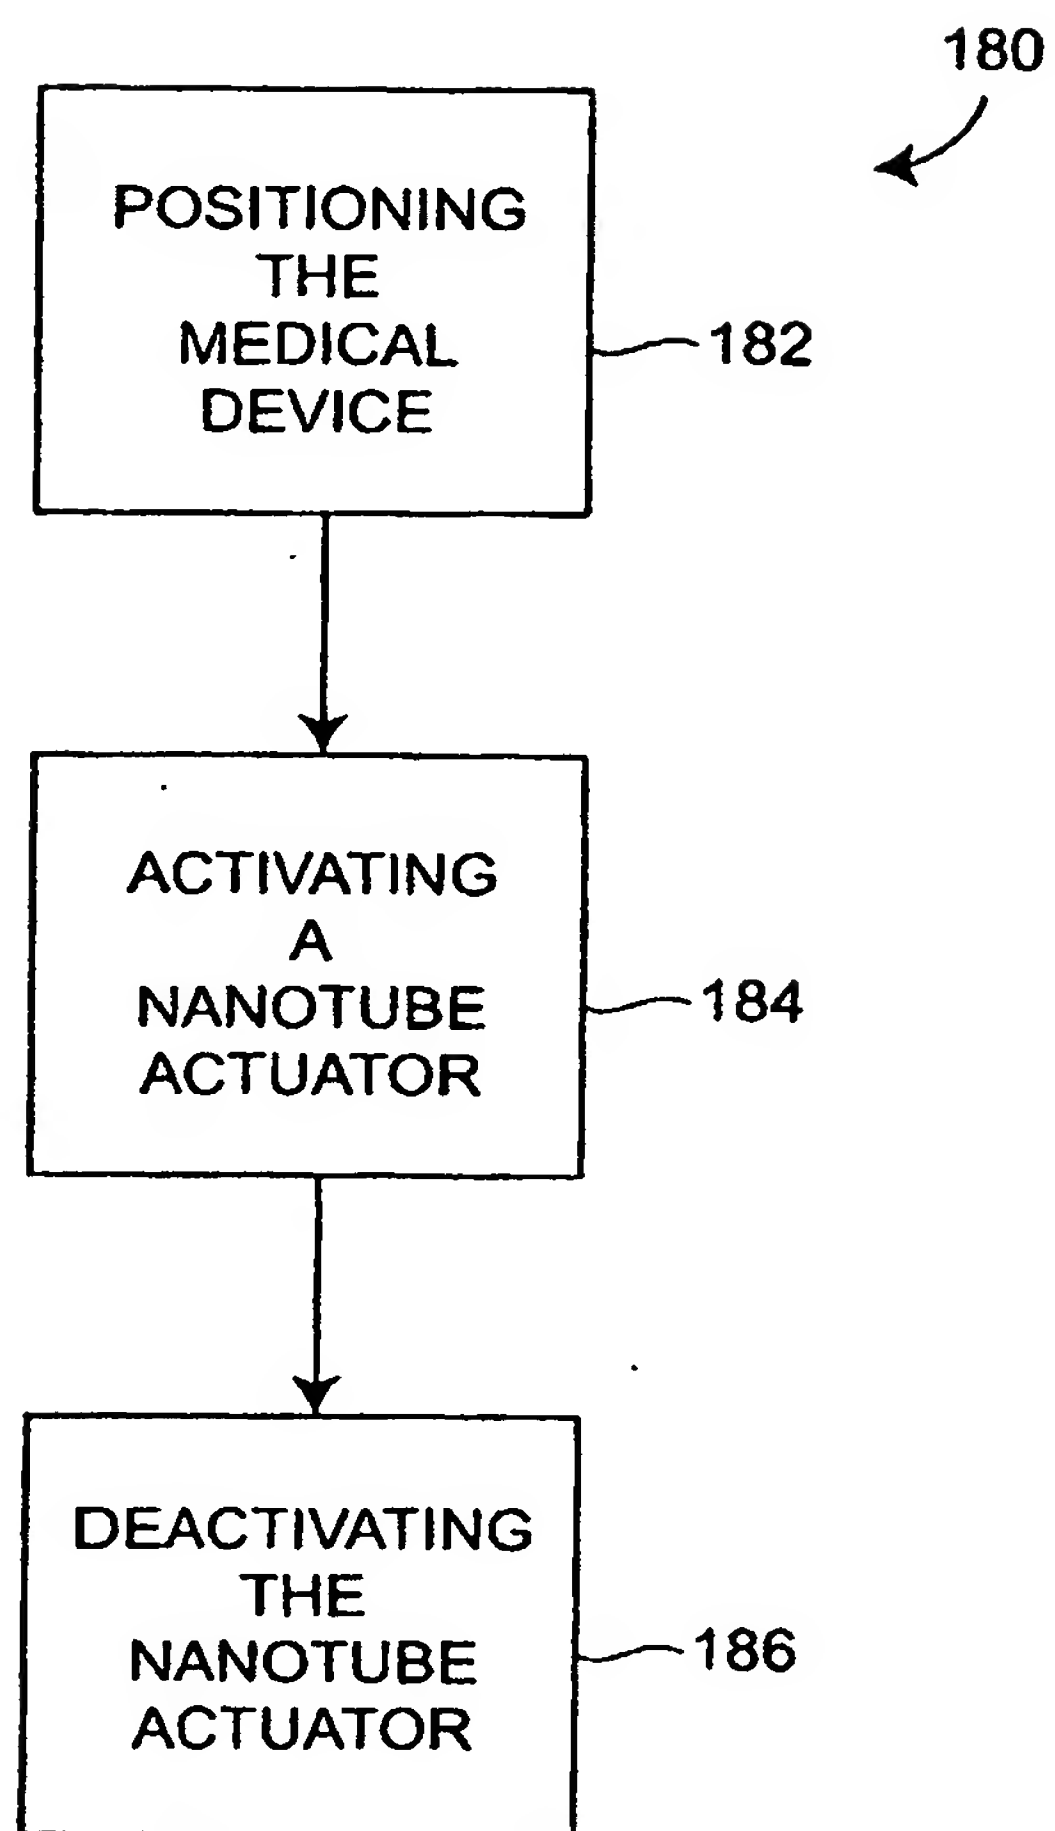 180
POSITIONING
THE
MEDICAL
DEVICE
182
ACTIVATING
A
NANOTUBE
ACTUATOR
184
DEACTIVATING
THE
NANOTUBE
ACTUATOR
186